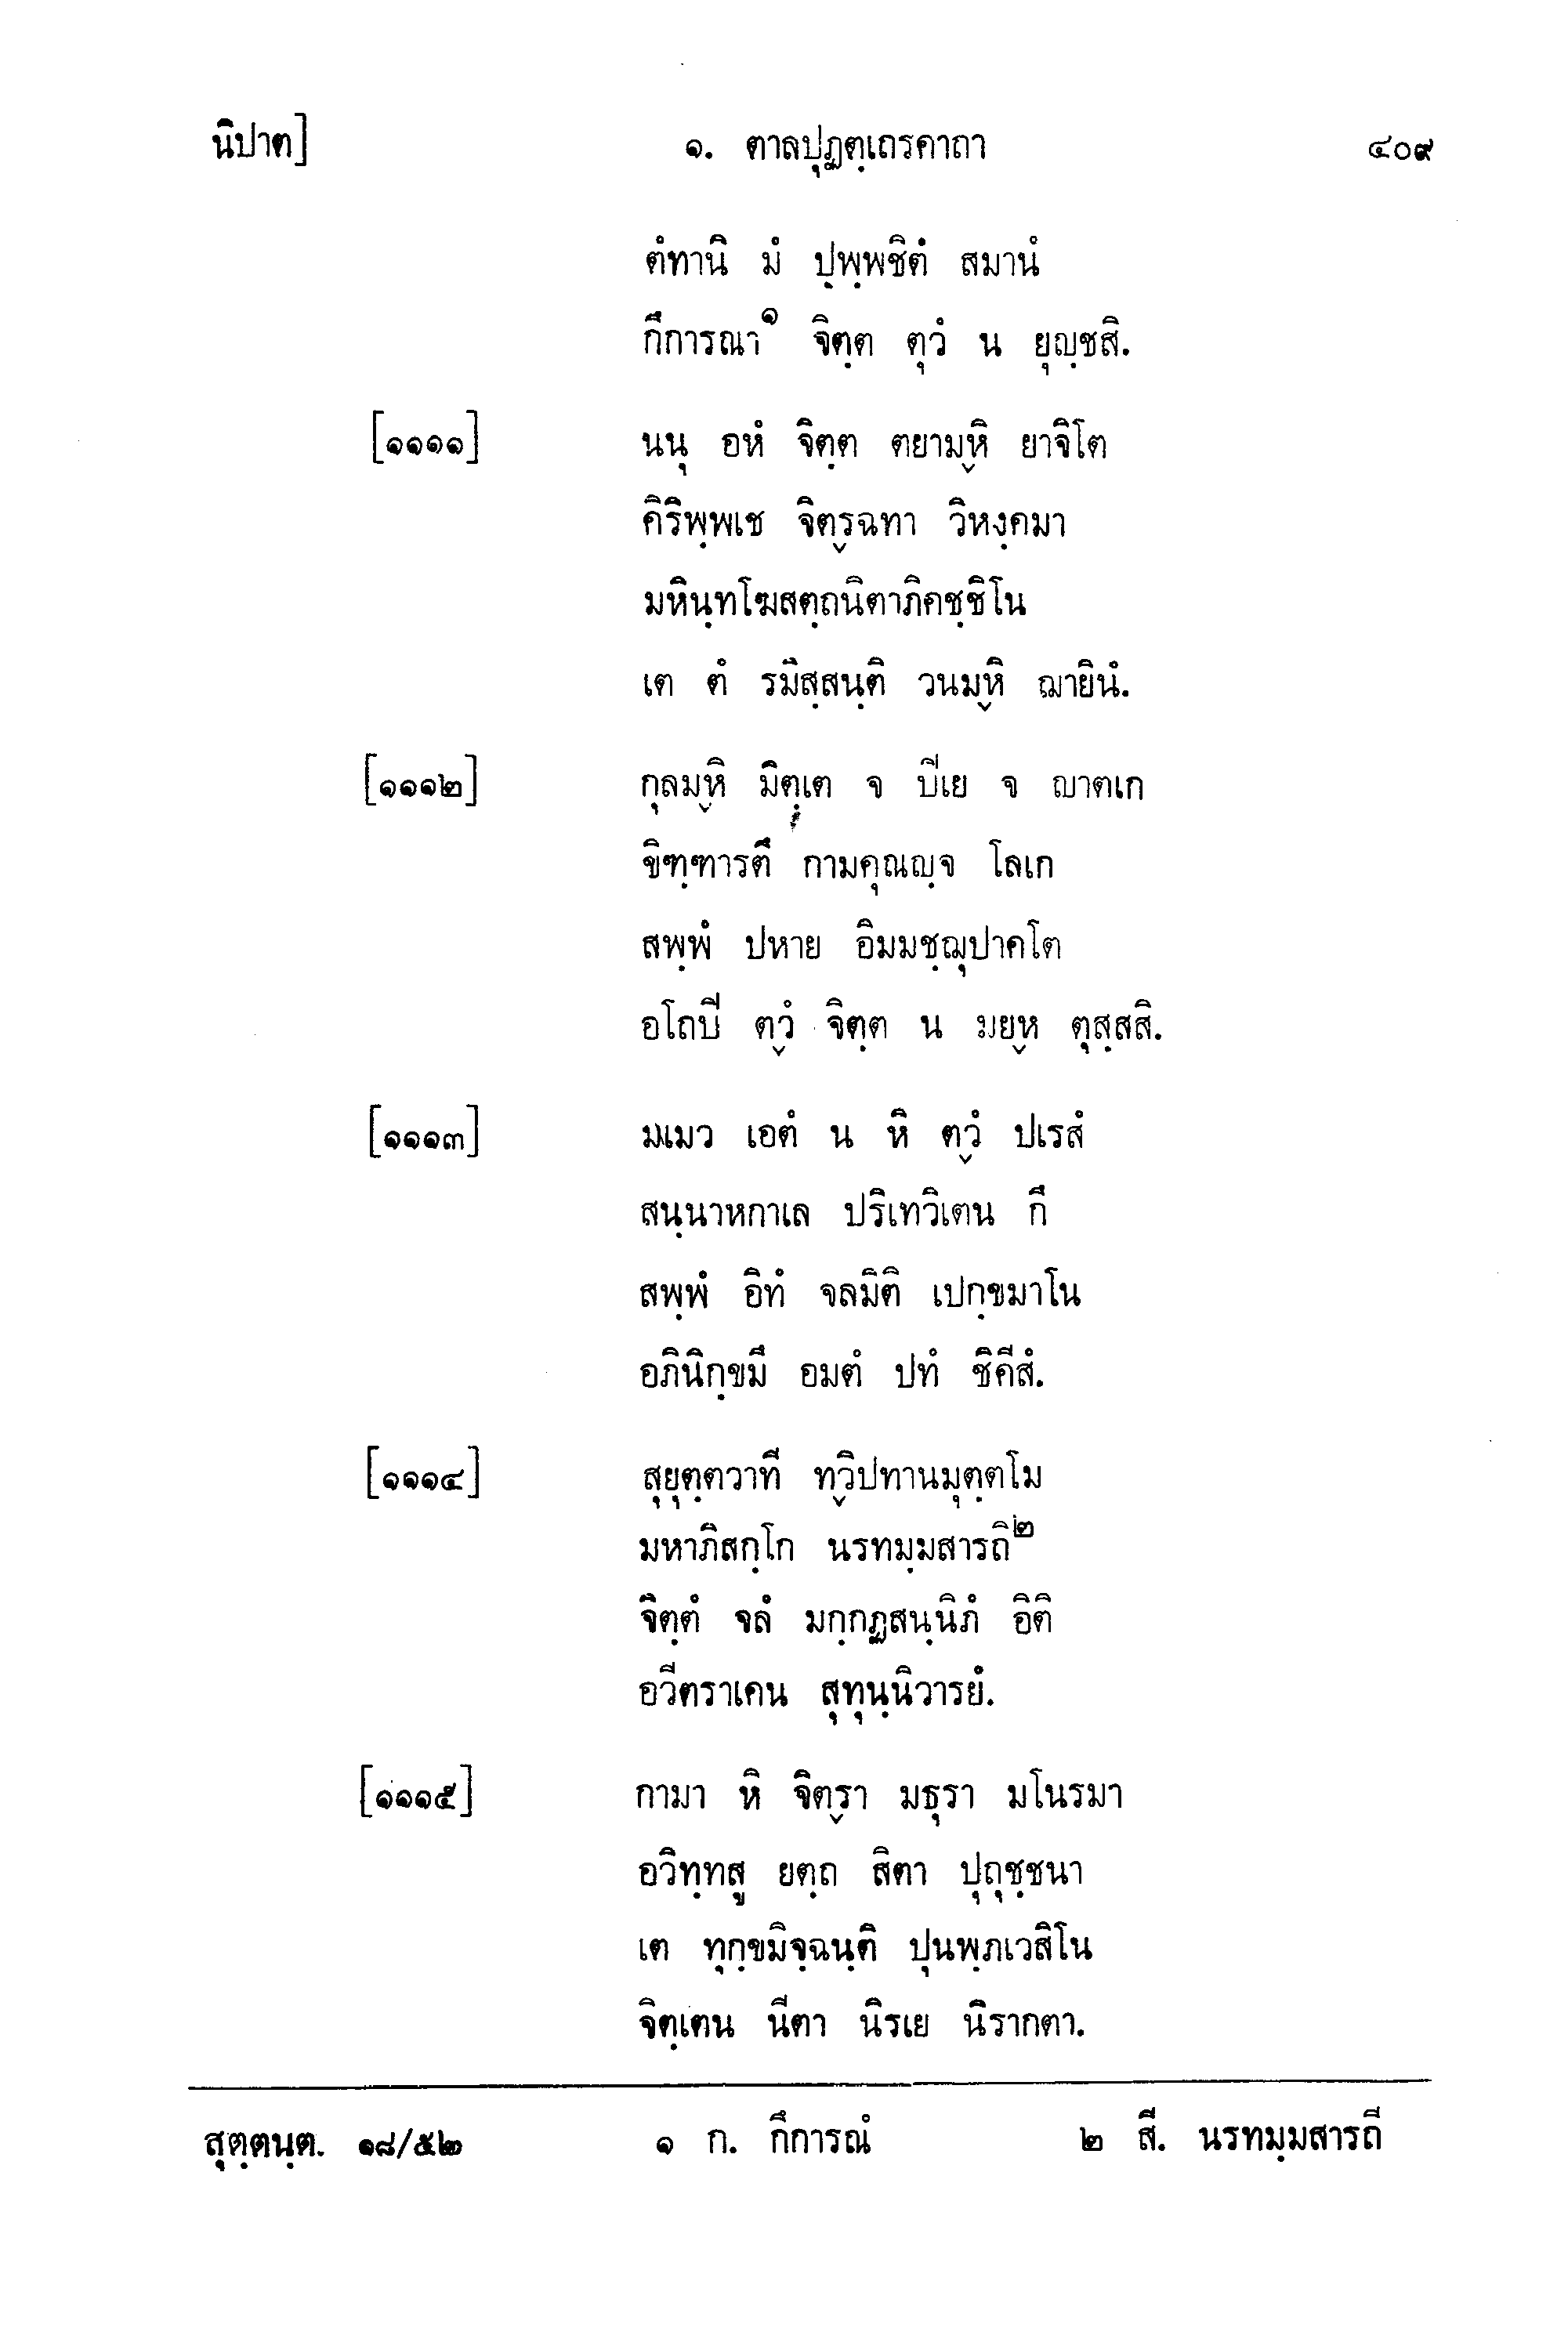 นิปาต] ๑. ตาลปุฏตฺเถรคาถา ๔๐๙
ตํทานิ มํ ปฺพฺพชิตํ สมานํ
กึการณา๑ จิตฺต ตุวํ น ยุญฺชสิ.
[๑๑๑๑] นนุ อหํ จิตฺต ตยามฺหิ ยาจิโต
คิริพฺพเช จิตฺรฉทา วิหงฺคมา
มหินฺทโฆสตฺถนิตาภิคชฺชิโน
เต ตํ รมิสฺสนฺติ วนมฺหิ ฌายินํ.
[๑๑๑๒] กุลมฺหิ มิตฺเต จ ปิเย จ ญาตเก
ขิฑฺฑารตึ กามคุณญฺจ โลเก
สพฺพํ ปหาย อิมมชฺฌุปาคโต
อโถปิ ตฺวํ จิตฺต น มยฺห ตุสฺสสิ.
[๑๑๑๓] มเมว เอตํ น หิ ตฺวํ ปเรสํ
สนฺนาหกาเล ปริเทวิเตน กึ
สพฺพํ อิทํ จลมิติ เปกฺขมาโน
อภินิกฺขมึ อมตํ ปทํ ชิคีสํ.
[๑๑๑๔] สุยุตฺตวาที ทฺวิปทานมุตฺตโม
มหาภิสกฺโก นรทมฺมสารถิ๒
จิตฺตํ จลํ มกฺกฏสนฺนิภํ อิติ
อวีตราเคน สุทุนฺนิวารยํ.
[๑๑๑๕] กามา หิ จิตฺรา มธุรา มโนรมา
อวิทฺทสู ยตฺถ สิตา ปุถุชฺชนา
เต ทุกฺขมิจฺฉนฺติ ปุนพฺภเวสิโน
จิตฺเตน นีตา นิรเย นิรากตา.
สุตฺตนฺต. ๑๘/๕๒ ๑ ก. กึการณํ ๒ สี. นรทมฺมสารถี